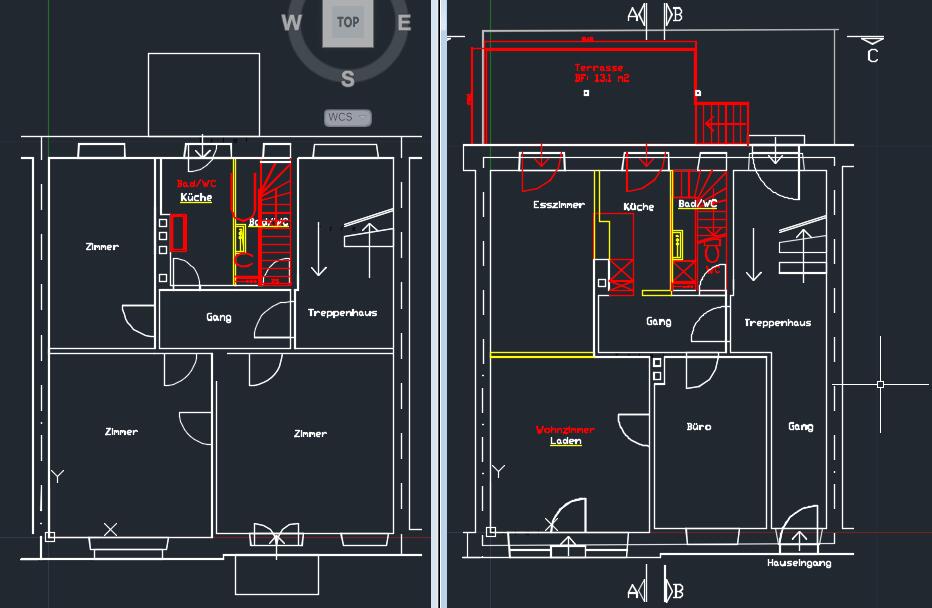 TOP
W
E
S
WCS
Bad/WC
Küche
Bad/WC
Zimmer
Gang
Treppenhaus
Zimmer
Zimmer
Y
X
A
B
C
Terrasse
BF: 13.1 m2
Esszimmer
Küche
Bad/WC
WC
Gang
Treppenhaus
Wohnzimmer
Laden
Büro
Gang
Y
X
Hauseingang
A
B